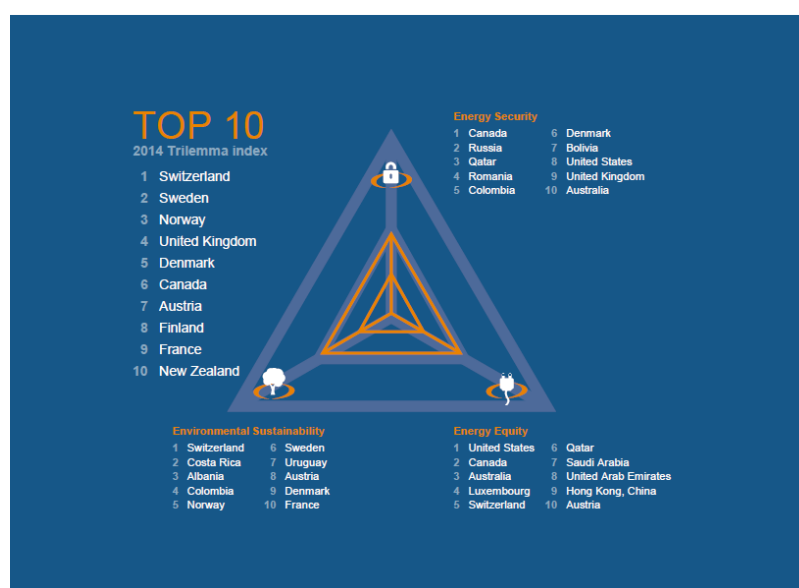 TOP 10
2014 Trilemma index
1 Switzerland
2 Sweden
3 Norway
4 United Kingdom
5 Denmark
6 Canada
7 Austria
8 Finland
9 France
10 New Zealand
Energy Security
1 Canada 6 Denmark
2 Russia 7 Bolivia
3 Qatar 8 United States
4 Romania 9 United Kingdom
5 Colombia 10 Australia
Environmental Sustainability
1 Switzerland 6 Sweden
2 Costa Rica 7 Uruguay
3 Albania 8 Austria
4 Colombia 9 Denmark
5 Norway 10 France
Energy Equity
1 United States 6 Qatar
2 Canada 7 Saudi Arabia
3 Australia 8 United Arab Emirates
4 Luxembourg 9 Hong Kong, China
5 Switzerland 10 Austria